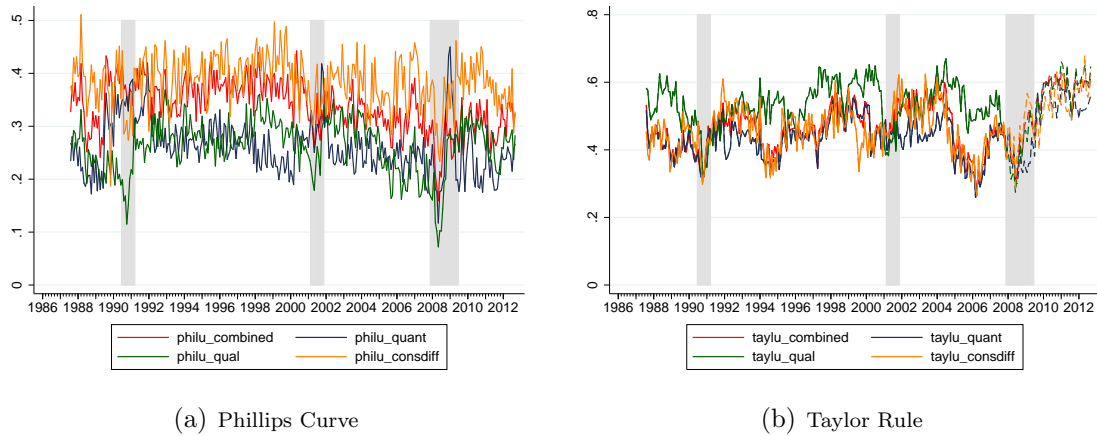 .5
.4
.3
.2
.1
0
1986 1988 1990 1992 1994 1996 1998 2000 2002 2004 2006 2008 2010 2012
philu_combined philu_quant
philu_qual philu_consdiff
(a) Phillips Curve
.8
.6
.4
.2
0
1986 1988 1990 1992 1994 1996 1998 2000 2002 2004 2006 2008 2010 2012
taylu_combined taylu_quant
taylu_qual taylu_consdiff
(b) Taylor Rule